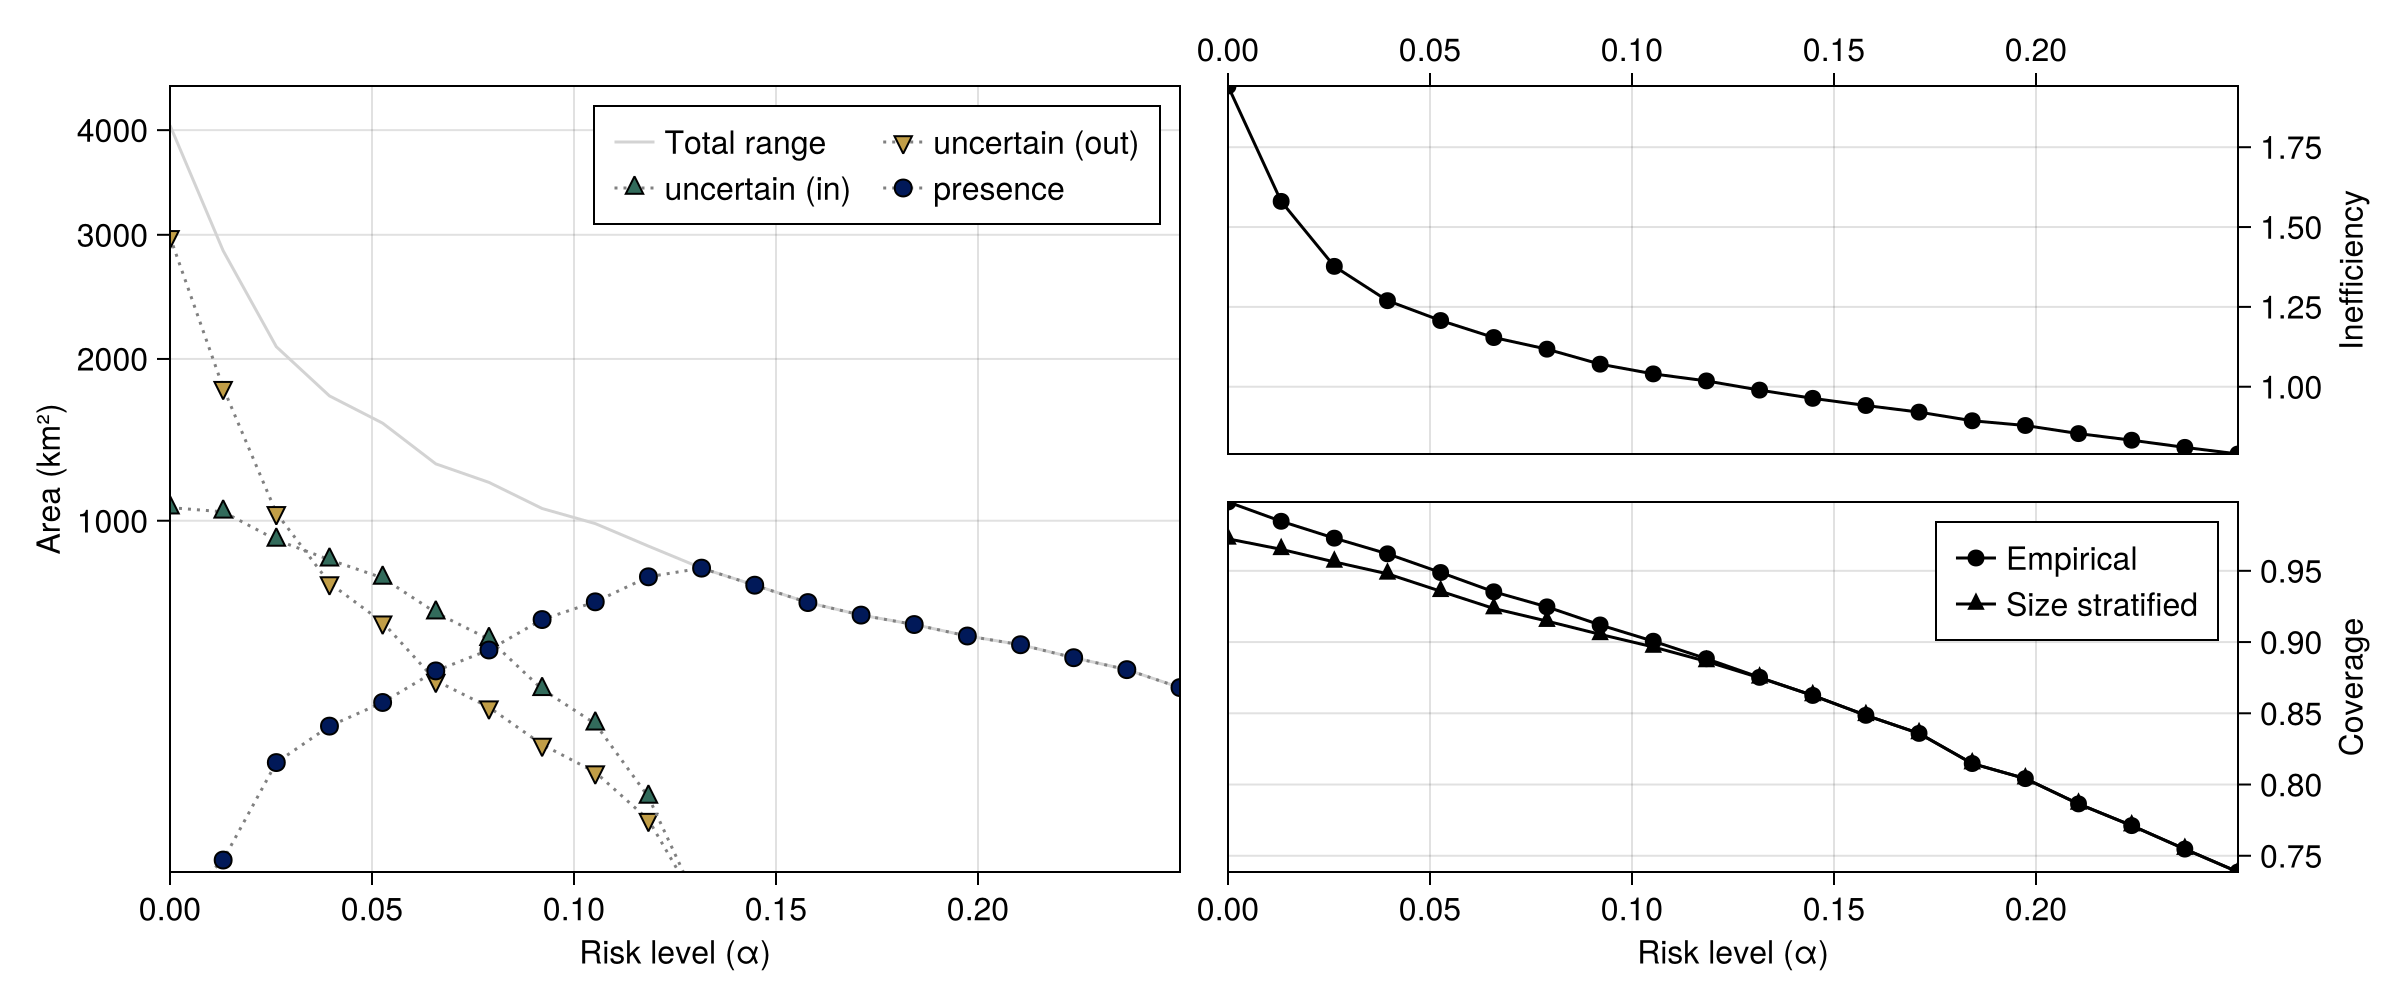 4000
3000
2000
1000
Area (km²)
0.00 0.05 0.10 0.15 0.20
Risk level (α)
Total range
uncertain (in)
uncertain (out)
presence
0.00 0.05 0.10 0.15 0.20
1.75
1.50
1.25
1.00
Inefficiency
Empirical
Size stratified
0.95
0.90
0.85
0.80
0.75
Coverage
0.00 0.05 0.10 0.15 0.20
Risk level (α)